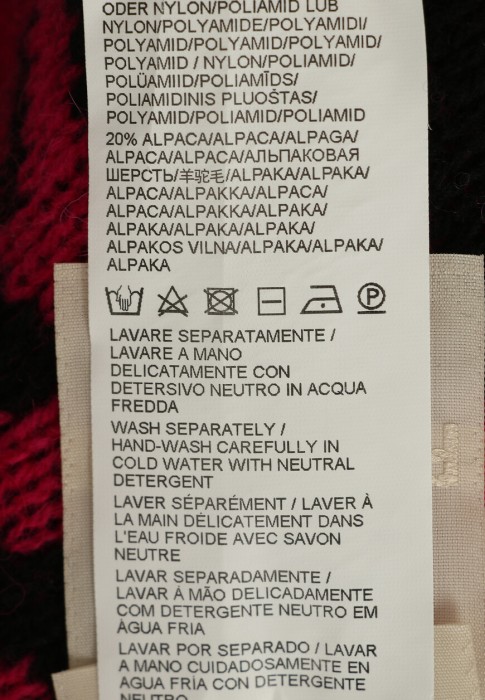 ODER NYLON/POLIAMID LUB
NYLON/POLYAMIDE/POLYAMIDI/
POLYAMID/POLYAMID/POLYAMID/
POLYAMID / NYLON/POLIAMID/
POLÜAMIID/POLIAMĪDS/
POLIAMIDINIS PLUOŠTAS/
POLYAMID/POLIAMID/POLIAMID
20% ALPACA/ALPACA/ALPAGA/
ALPACA/ALPACA/АЛЬПАКОВАЯ
ШЕРСТЬ/羊驼毛/ALPAKA/ALPAKA/
ALPACA/ALPAKKA/ALPACA/
ALPACA/ALPAKKA/ALPAKA/
ALPAKA/ALPAKA/ALPAKA/
ALPAKOS VILNA/ALPAKA/ALPAKA/
ALPAKA
P
LAVARE SEPARATAMENTE /
LAVARE A MANO
DELICATAMENTE CON
DETERSIVO NEUTRO IN ACQUA
FREDDA
WASH SEPARATELY /
HAND-WASH CAREFULLY IN
COLD WATER WITH NEUTRAL
DETERGENT
LAVER SÉPARÉMENT / LAVER À
LA MAIN DÉLICATEMENT DANS
L'EAU FROIDE AVEC SAVON
NEUTRE
LAVAR SEPARADAMENTE /
LAVAR À MÃO DELICADAMENTE
COM DETERGENTE NEUTRO EM
ÁGUA FRIA
LAVAR POR SEPARADO / LAVAR
A MANO CUIDADOSAMENTE EN
AGUA FRÍA CON DETERGENTE
NEUTRO